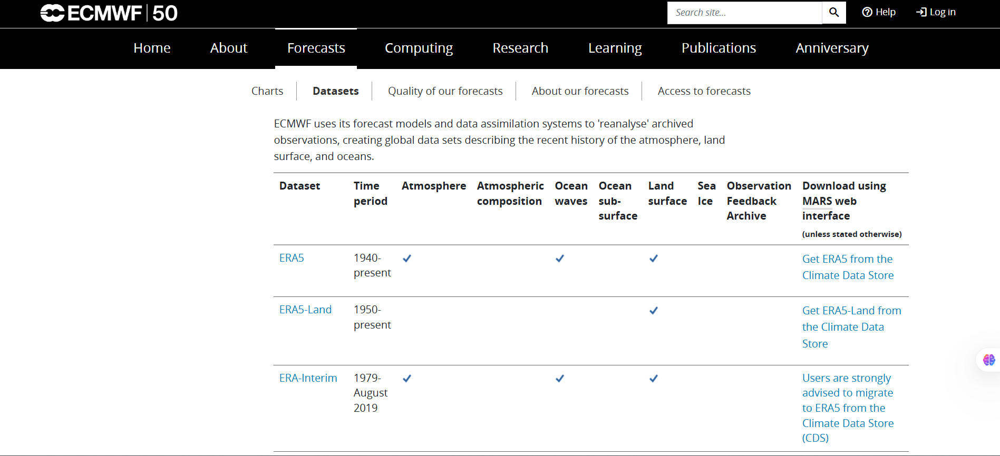 ECMWF 50
Search site...
Help
Log in
Home
About
Forecasts
Computing
Research
Learning
Publications
Anniversary
Charts
Datasets
Quality of our forecasts
About our forecasts
Access to forecasts
ECMWF uses its forecast models and data assimilation systems to 'reanalyse' archived
observations, creating global data sets describing the recent history of the atmosphere, land
surface, and oceans.
Dataset
Time
period
Atmosphere
Atmospheric
composition
Ocean
waves
Ocean
sub-
surface
Land
surface
Sea
Ice
Observation
Feedback
Archive
Download using
MARS web
interface
(unless stated otherwise)
ERA5
1940-
present
Get ERA5 from the
Climate Data Store
ERA5-Land
1950-
present
Get ERA5-Land from
the Climate Data
Store
ERA-Interim
1979-
August
2019
Users are strongly
advised to migrate
to ERA5 from the
Climate Data Store
(CDS)